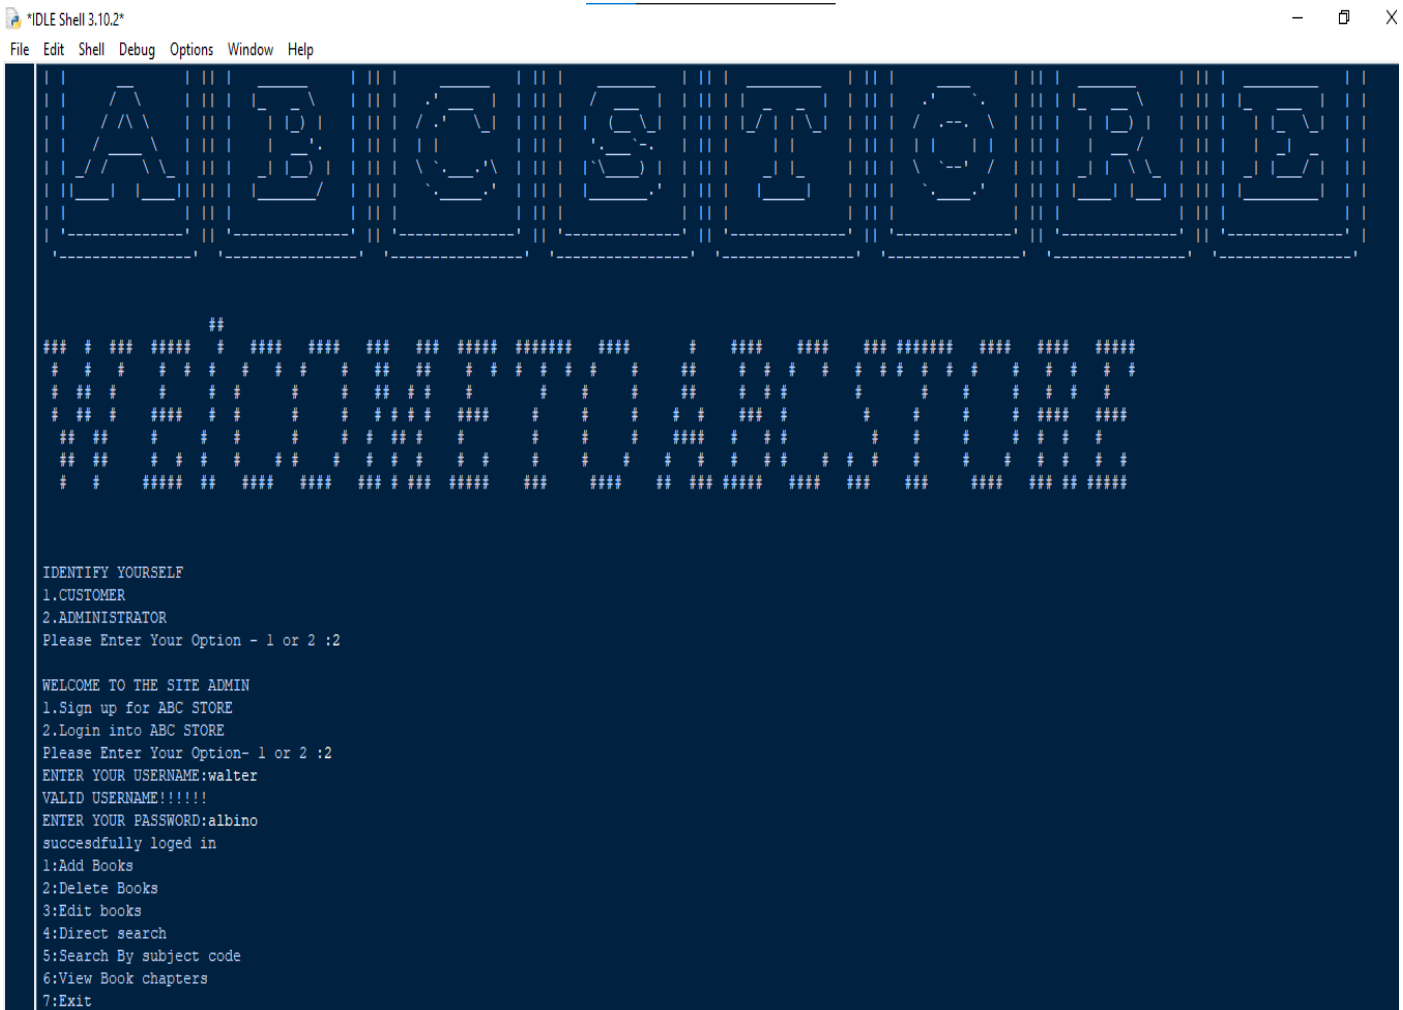 *IDLE Shell 3.10.2*
File Edit Shell Debug Options Window Help
A B C S T O R E
WElCOMETOABCSTORE
IDENTIFY YOURSELF
1.CUSTOMER
2.ADMINISTRATOR
Please Enter Your Option - 1 or 2 :2
WELCOME TO THE SITE ADMIN
1.Sign up for ABC STORE
2.Login into ABC STORE
Please Enter Your Option- 1 or 2 :2
ENTER YOUR USERNAME:walter
VALID USERNAME!!!!!!
ENTER YOUR PASSWORD:albino
succesdfully loged in
1:Add Books
2:Delete Books
3:Edit books
4:Direct search
5:Search By subject code
6:View Book chapters
7:Exit